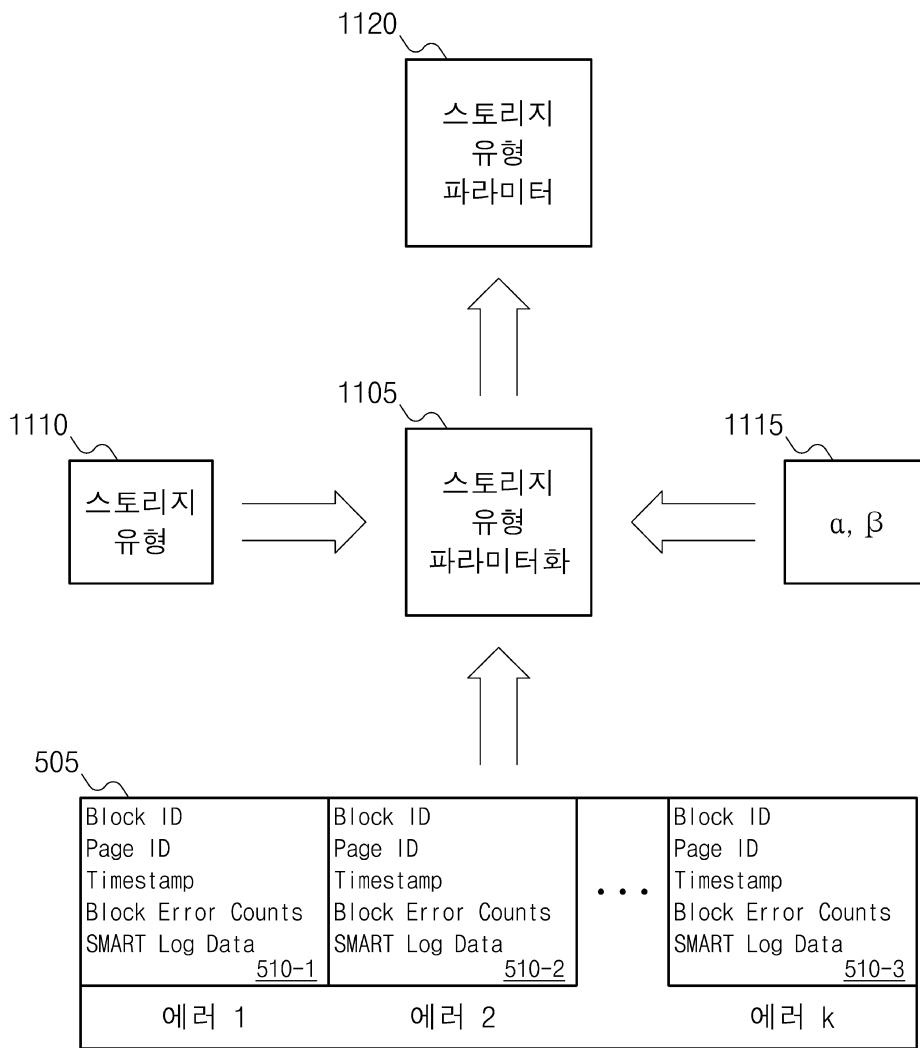 1120
스토리지
유형
파라미터
1105
1110
1115
스토리지
유형
스토리지
유형
파라미터화
α, β
505
Block ID
Page ID
Timestamp
Block Error Counts
SMART Log Data
510-1
Block ID
Page ID
Timestamp
Block Error Counts
SMART Log Data
510-2
...
Block ID
Page ID
Timestamp
Block Error Counts
SMART Log Data
510-3
에러 1
에러 2
에러 k